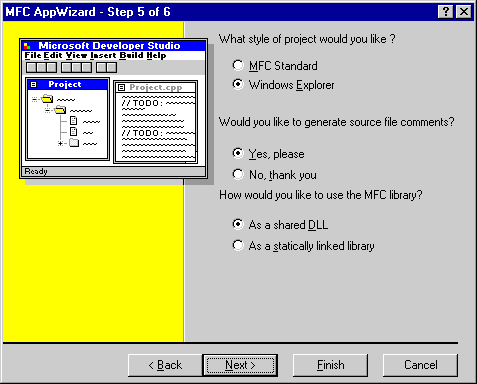 MFC AppWizard - Step 5 of 6
Microsoft Developer Studio
File Edit View Insert Build Help
Project
Project.cpp
// TODO:
// TODO:
Ready
What style of project would you like ?
MFC Standard
Windows Explorer
Would you like to generate source file comments?
Yes, please
No, thank you
How would you like to use the MFC library?
As a shared DLL
As a statically linked library
< Back
Next >
Finish
Cancel